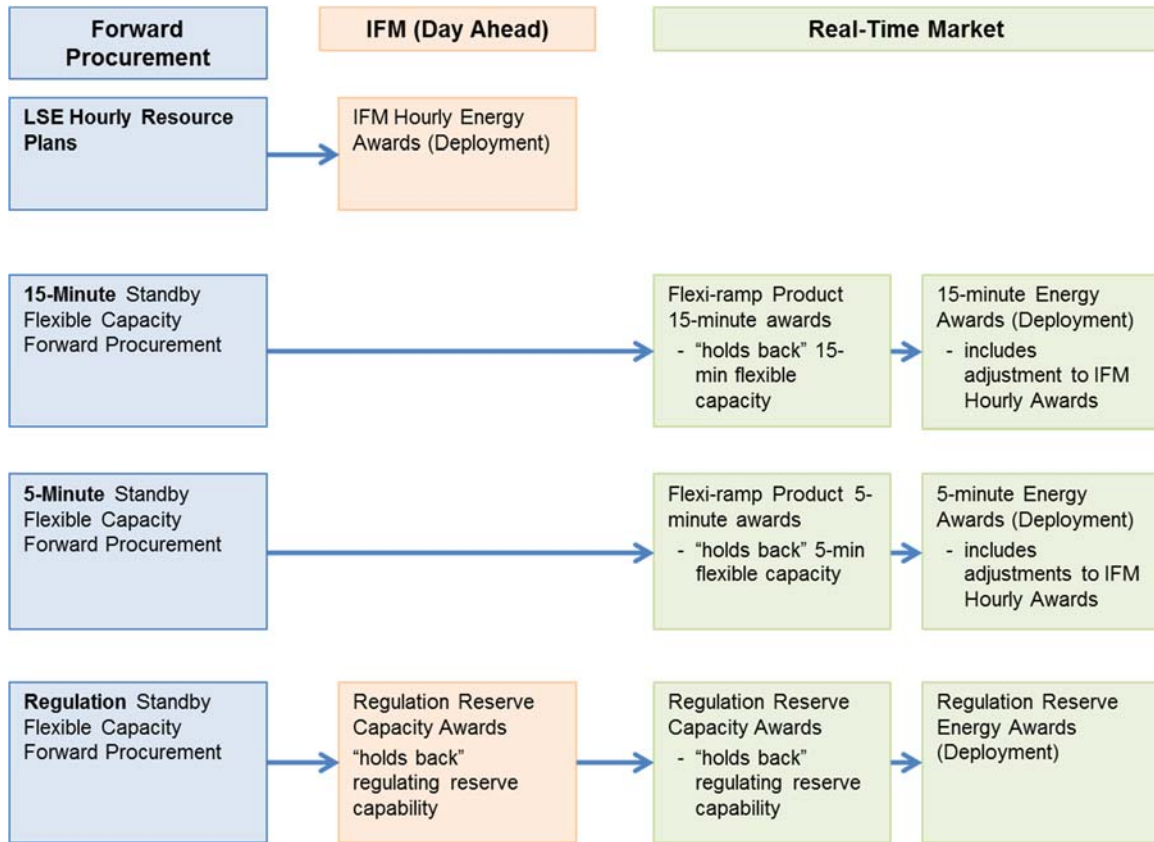 Forward
Procurement
IFM (Day Ahead)
Real-Time Market
LSE Hourly Resource
Plans
IFM Hourly Energy
Awards (Deployment)
15-Minute Standby
Flexible Capacity
Forward Procurement
Flexi-ramp Product
15-minute awards
- “holds back” 15-
min flexible
capacity
15-minute Energy
Awards (Deployment)
- includes
adjustment to IFM
Hourly Awards
5-Minute Standby
Flexible Capacity
Forward Procurement
Flexi-ramp Product 5-
minute awards
- “holds back” 5-min
flexible capacity
5-minute Energy
Awards (Deployment)
- includes
adjustments to IFM
Hourly Awards
Regulation Standby
Flexible Capacity
Forward Procurement
Regulation Reserve
Capacity Awards
“holds back”
regulating reserve
capability
Regulation Reserve
Capacity Awards
- “holds back”
regulating reserve
capability
Regulation Reserve
Energy Awards
(Deployment)